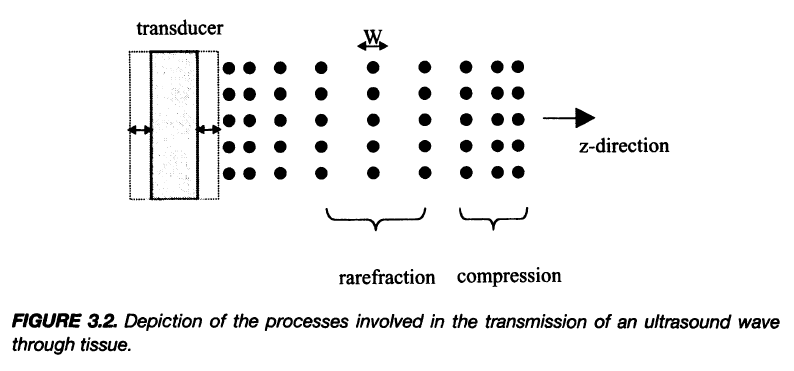 transducer
W
z-direction
rarefraction compression
FIGURE 3.2. Depiction of the processes involved in the transmission of an ultrasound wave
through tissue.